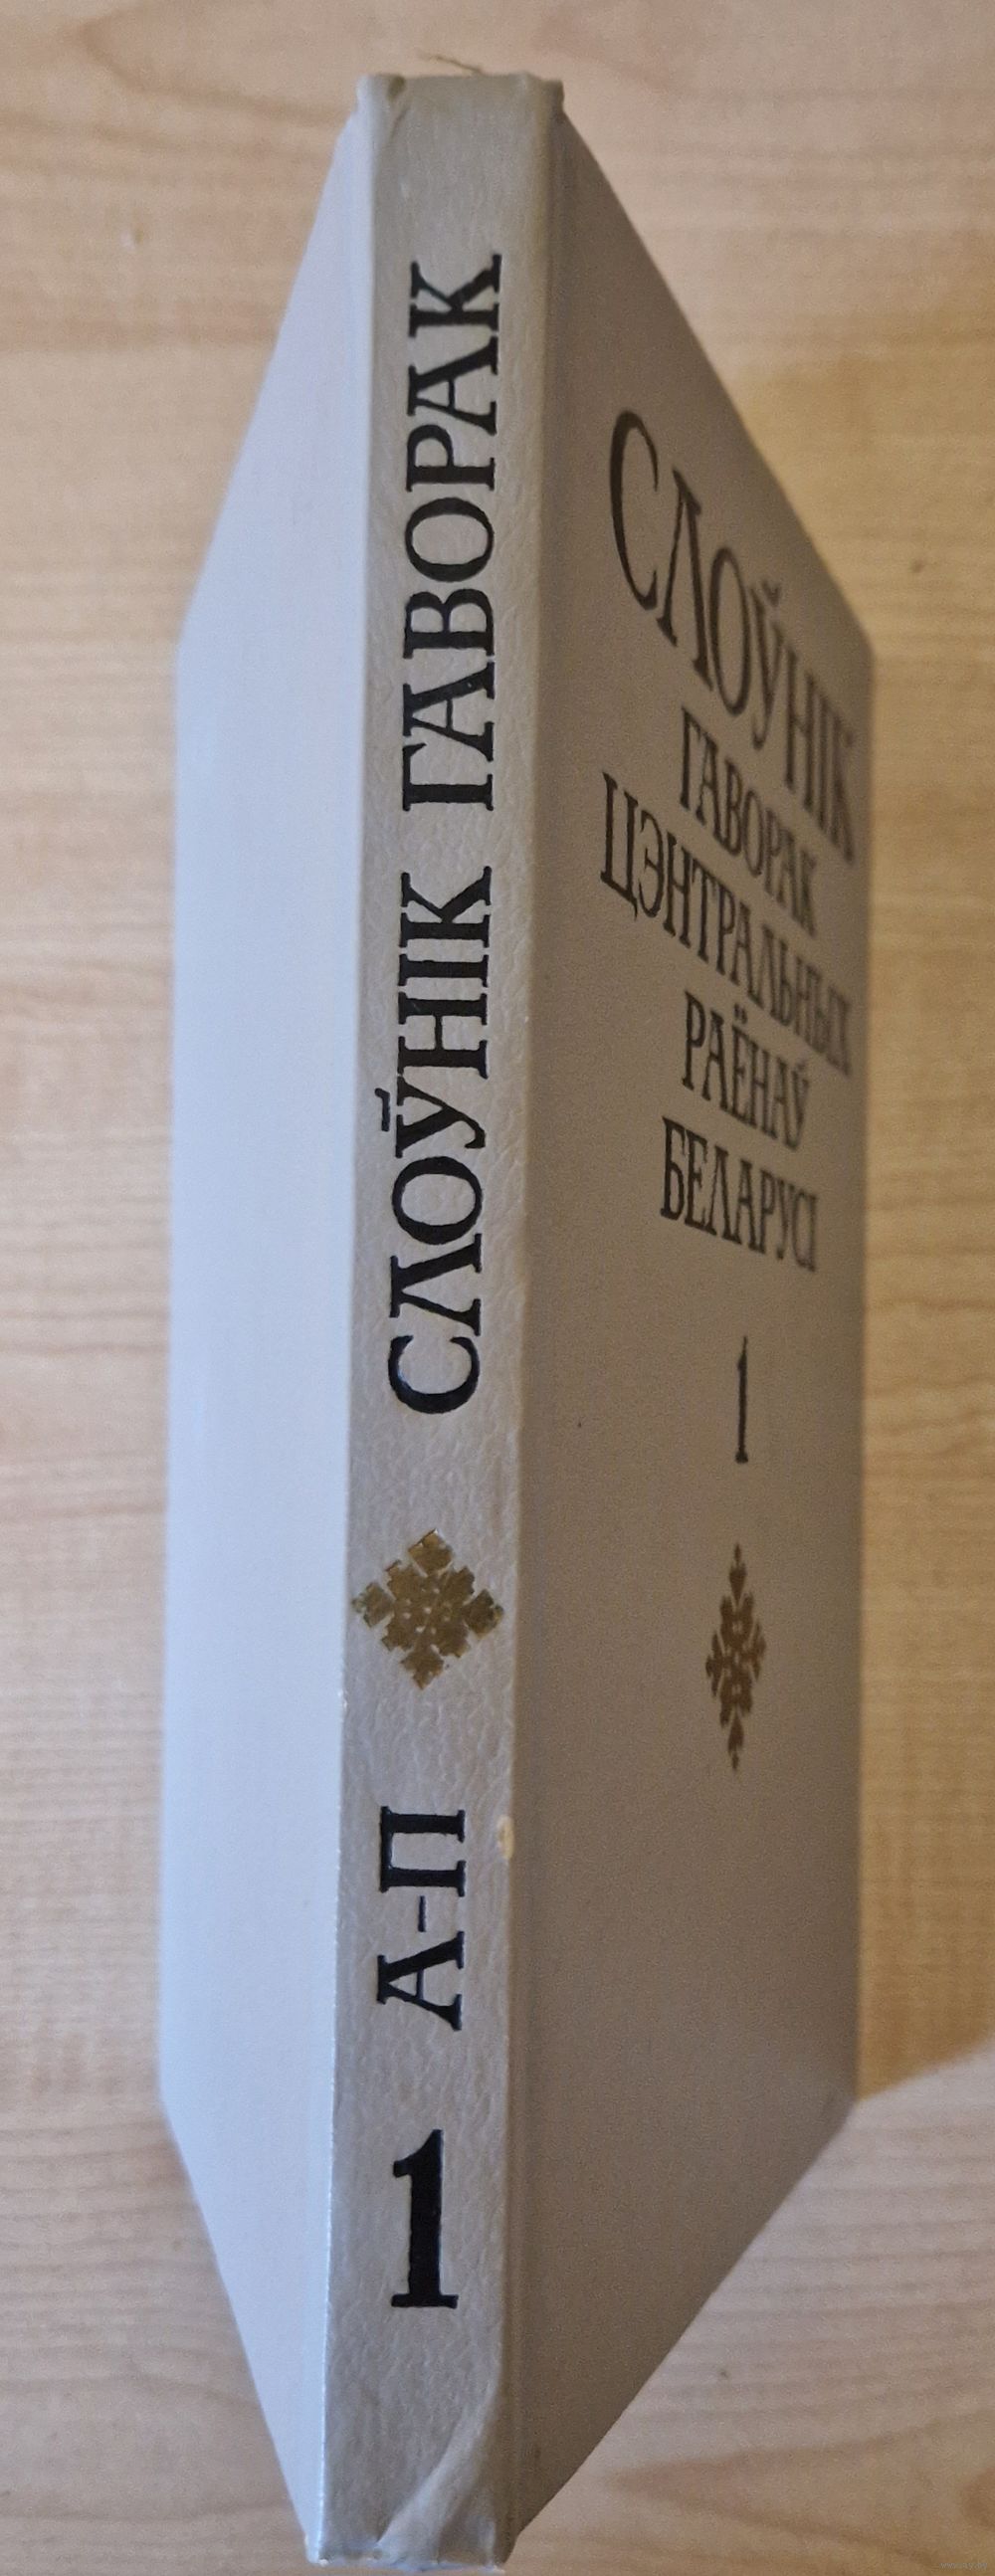 СЛОЎНІК ГАВОРАК
А-П
1
СЛОЎНІК
ГАВОРАК
ЦЭНТРАЛЬНЫХ
РАЁНАЎ
БЕЛАРУСІ
1